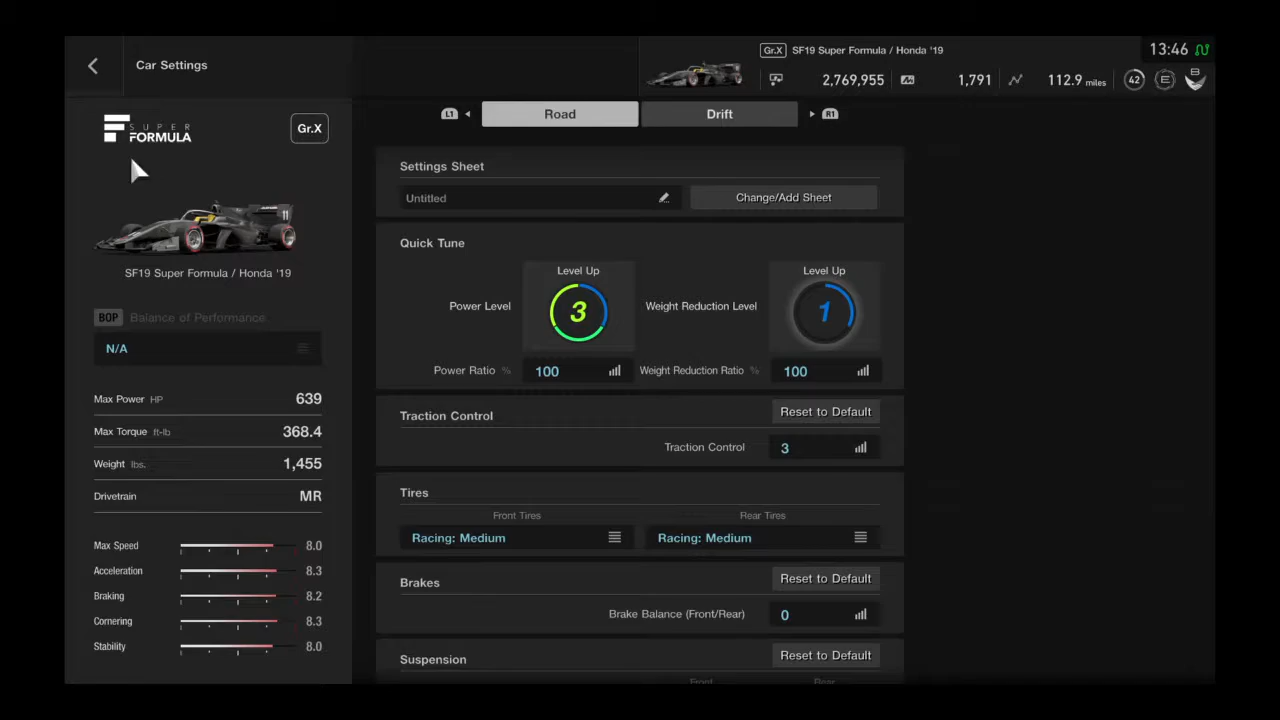 Car Settings
Gr.X SF19 Super Formula / Honda '19
13:46
2,769,955 1,791 112.9 miles 42 E B
L1 Road Drift R1
SUPER FORMULA
Gr.X
11
SF19 Super Formula / Honda '19
BOP Balance of Performance
N/A
Max Power HP 639
Max Torque ft-lb 368.4
Weight lbs. 1,455
Drivetrain MR
Max Speed 8.0
Acceleration 8.3
Braking 8.2
Cornering 8.3
Stability 8.0
Settings Sheet
Untitled Change/Add Sheet
Quick Tune
Level Up Level Up
Power Level 3 Weight Reduction Level 1
Power Ratio % 100 Weight Reduction Ratio % 100
Traction Control Reset to Default
Traction Control 3
Tires
Front Tires Rear Tires
Racing: Medium Racing: Medium
Brakes Reset to Default
Brake Balance (Front/Rear) 0
Suspension Reset to Default
Front Rear